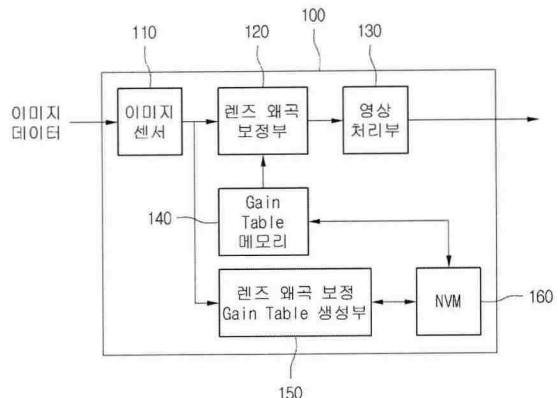 100
110
120
130
이미지
데이터
이미지
센서
렌즈 왜곡
보정부
영상
처리부
140
Gain
Table
메모리
렌즈 왜곡 보정
Gain Table 생성부
NVM
160
150